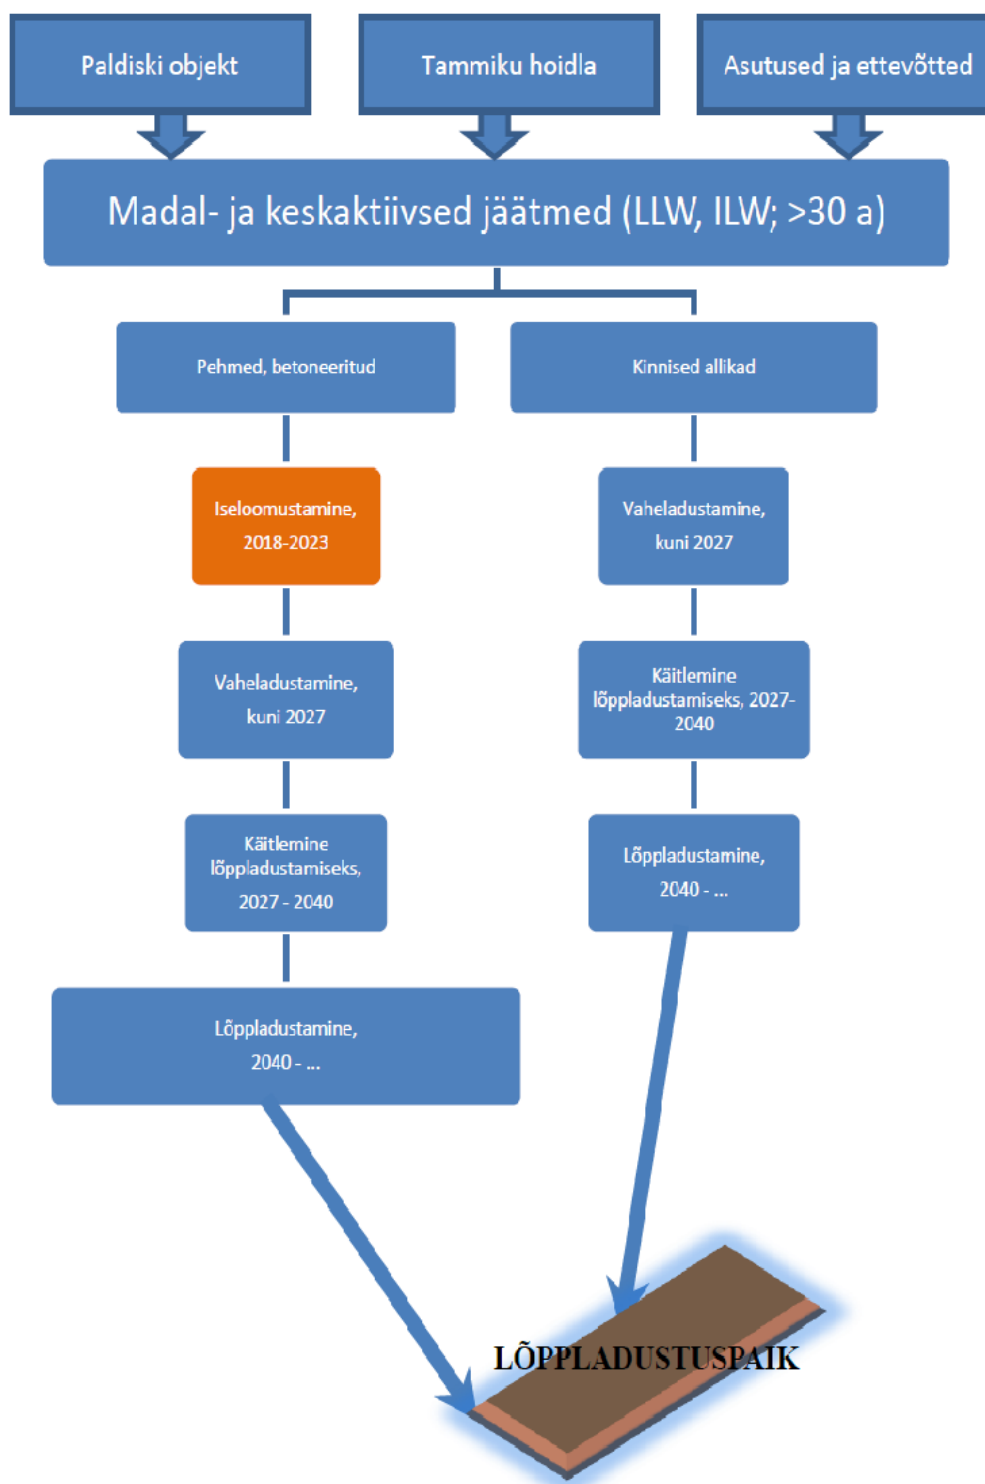 Paldiski objekt
Tammiku hoidla
Asutused ja ettevõtted
Madal- ja keskaktiivsed jäätmed (LLW, ILW; >30 a)
Pehmed, betoneeritud
Kinnised allikad
Iseloomustamine,
2018-2023
Vaheladustamine,
kuni 2027
Vaheladustamine,
kuni 2027
Käitlemine
lõppladustamiseks, 2027-
2040
Käitlemine
lõppladustamiseks,
2027 - 2040
Lõppladustamine,
2040 - ...
Lõppladustamine,
2040 - ...
LÕPPLADUSTUSPAIK